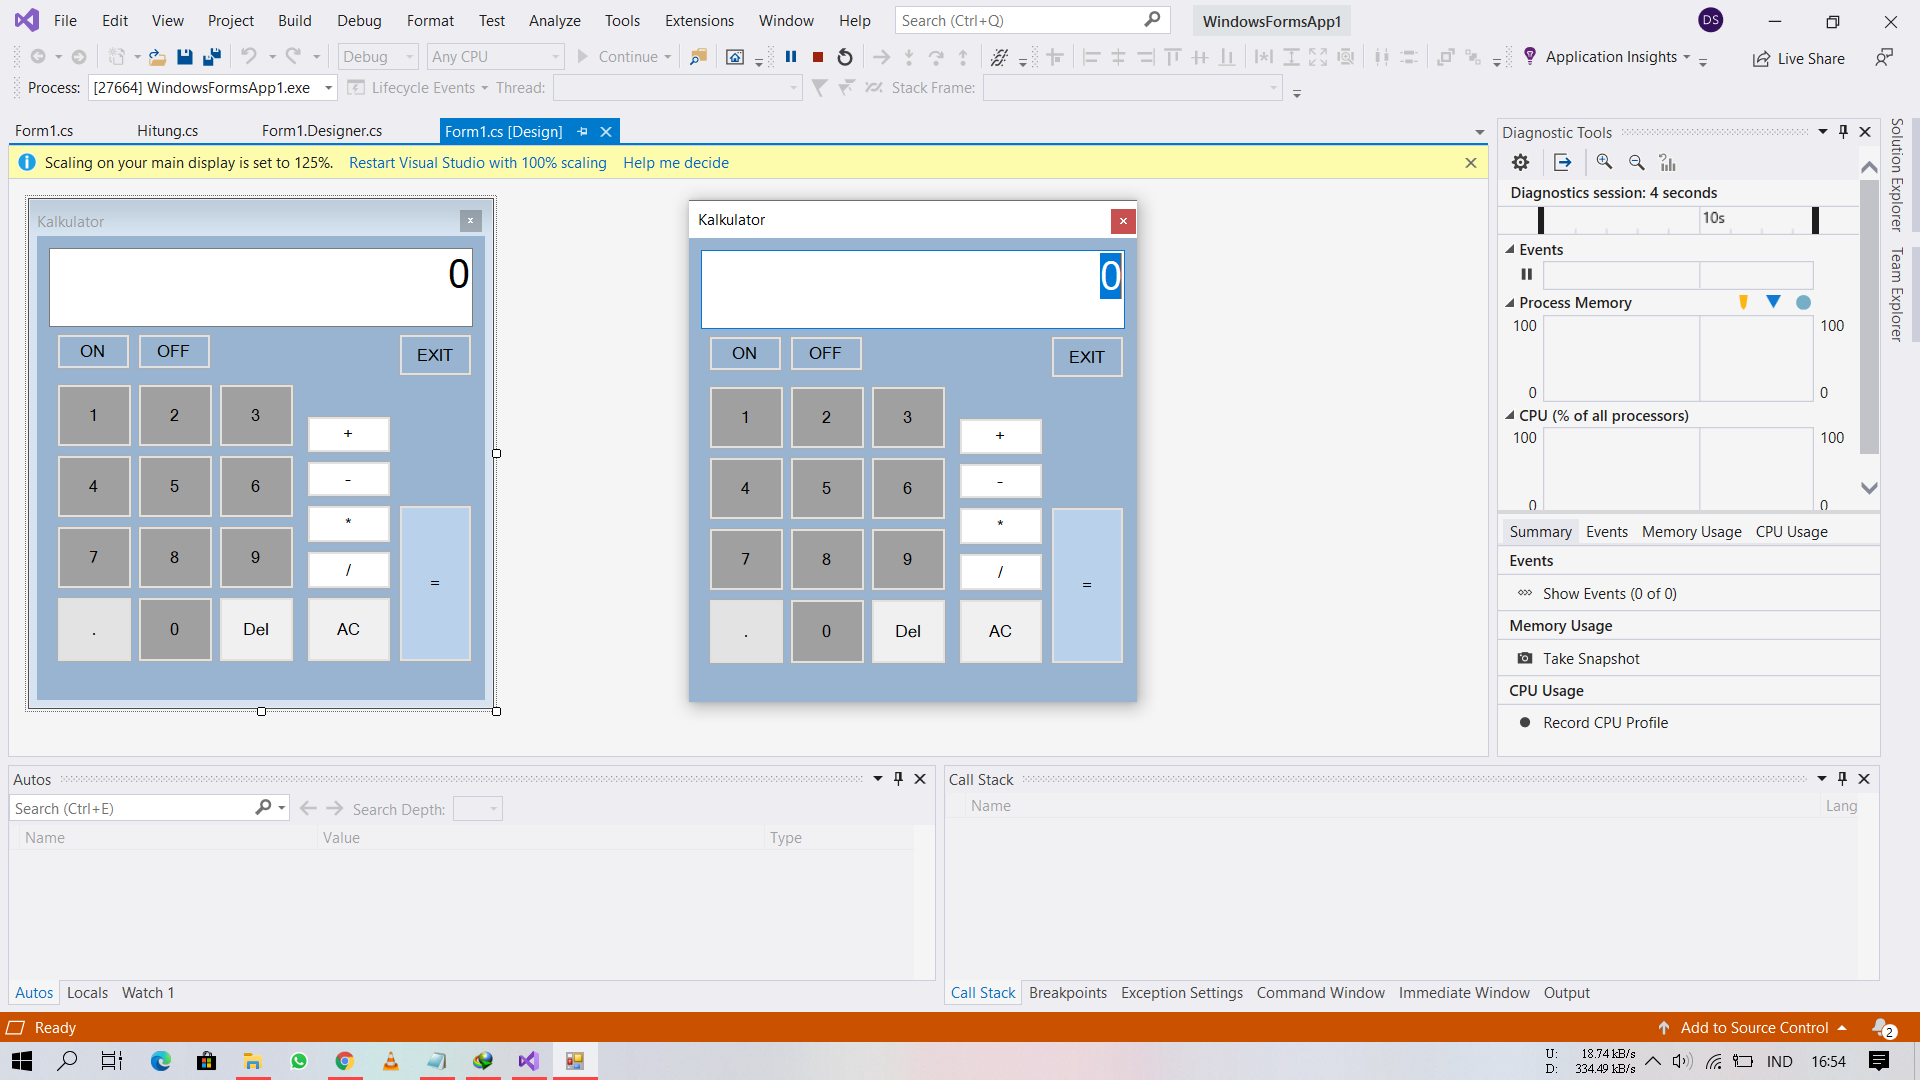 File Edit View Project Build Debug Format Test Analyze Tools Extensions Window Help Search (Ctrl+Q) WindowsFormsApp1 DS
Debug Any CPU Continue Application Insights Live Share
Process: [27664] WindowsFormsApp1.exe Lifecycle Events Thread: Stack Frame:
Form1.cs Hitung.cs Form1.Designer.cs Form1.cs [Design]
Scaling on your main display is set to 125%. Restart Visual Studio with 100% scaling Help me decide
Kalkulator
0
ON OFF EXIT
1 2 3
+
4 5 6
-
*
7 8 9
/
=
. 0 Del AC
Kalkulator
0
ON OFF EXIT
1 2 3
+
4 5 6
-
*
7 8 9
/
=
. 0 Del AC
Diagnostic Tools
Diagnostics session: 4 seconds
10s
Events
Process Memory
100 100
0 0
CPU (% of all processors)
100 100
0 0
Summary Events Memory Usage CPU Usage
Events
Show Events (0 of 0)
Memory Usage
Take Snapshot
CPU Usage
Record CPU Profile
Solution Explorer
Team Explorer
Autos
Search (Ctrl+E) Search Depth:
Name Value Type
Autos Locals Watch 1
Call Stack
Name Lang
Call Stack Breakpoints Exception Settings Command Window Immediate Window Output
Ready Add to Source Control 2
U: 18.74 kB/s
D: 334.49 kB/s
IND 16:54